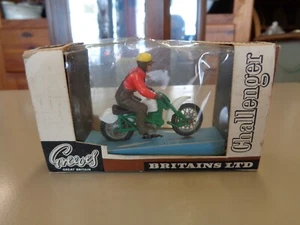 Greeves
GREAT BRITAIN
BRITAINS LTD
Challenger